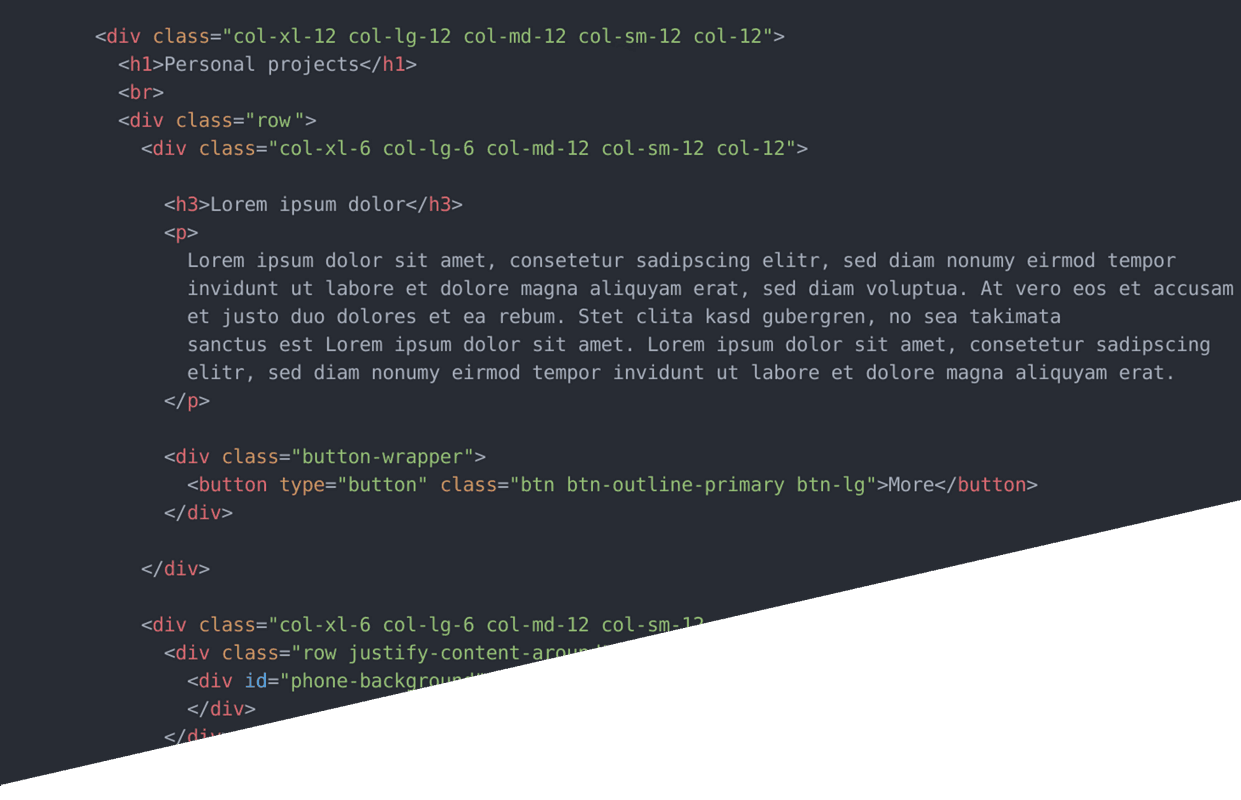 <div class="col-xl-12 col-lg-12 col-md-12 col-sm-12 col-12">
<h1>Personal projects</h1>
<br>
<div class="row">
<div class="col-xl-6 col-lg-6 col-md-12 col-sm-12 col-12">
<h3>Lorem ipsum dolor</h3>
<p>
Lorem ipsum dolor sit amet, consetetur sadipscing elitr, sed diam nonumy eirmod tempor
invidunt ut labore et dolore magna aliquyam erat, sed diam voluptua. At vero eos et accusam
et justo duo dolores et ea rebum. Stet clita kasd gubergren, no sea takimata
sanctus est Lorem ipsum dolor sit amet. Lorem ipsum dolor sit amet, consetetur sadipscing
elitr, sed diam nonumy eirmod tempor invidunt ut labore et dolore magna aliquyam erat.
</p>
<div class="button-wrapper">
<button type="button" class="btn btn-outline-primary btn-lg">More</button>
</div>
</div>
<div class="col-xl-6 col-lg-6 col-md-12 col-sm-12
<div class="row justify-content-around
<div id="phone-background"
</div>
</div